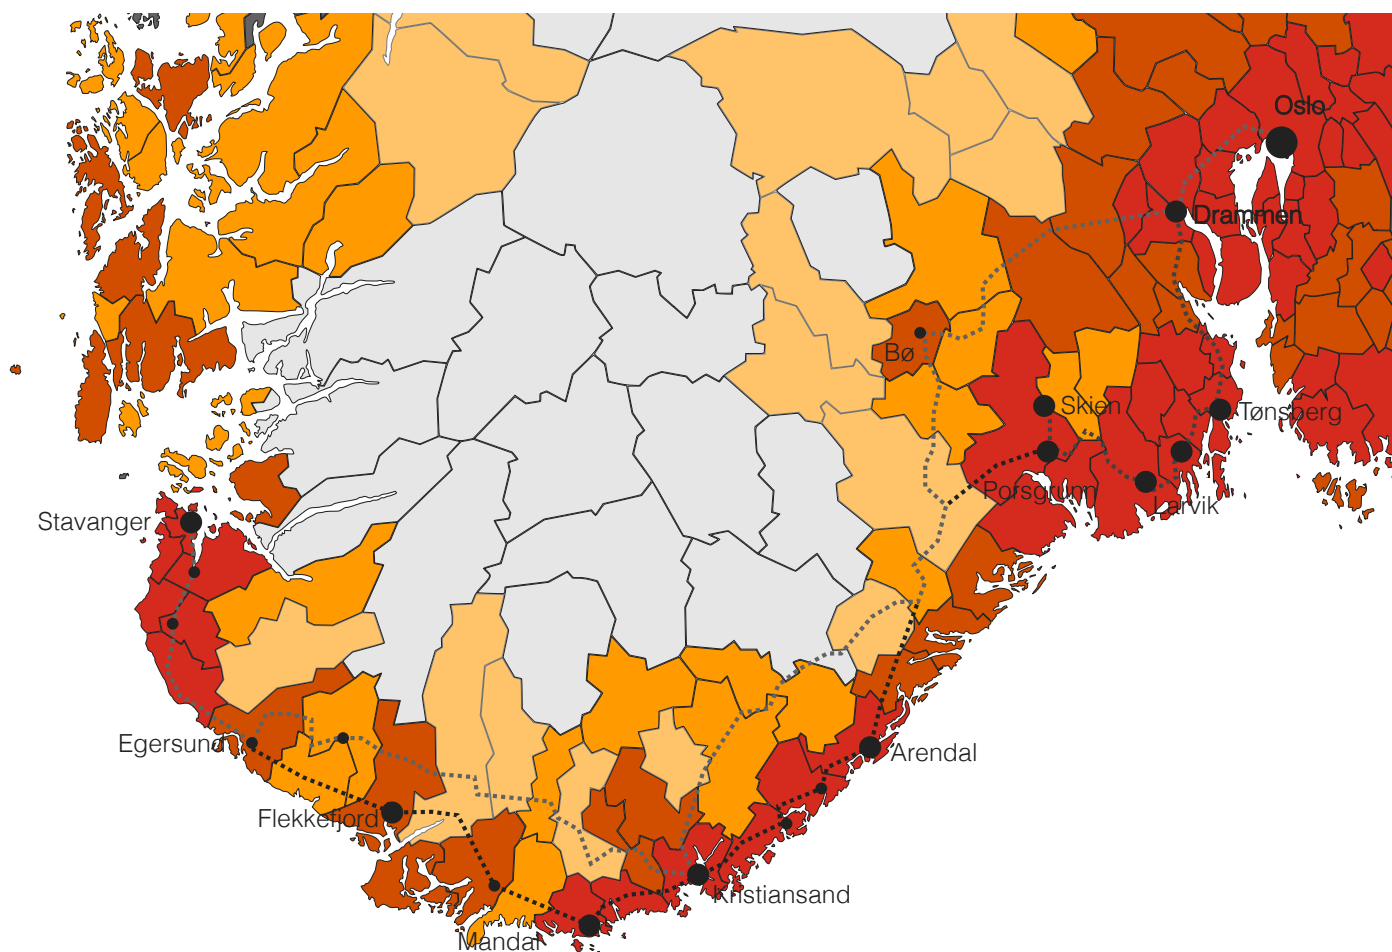 Oslo
Drammen
Bø
Skien
Tønsberg
Porsgrunn
Larvik
Stavanger
Egersund
Arendal
Flekkefjord
Kristiansand
Mandal